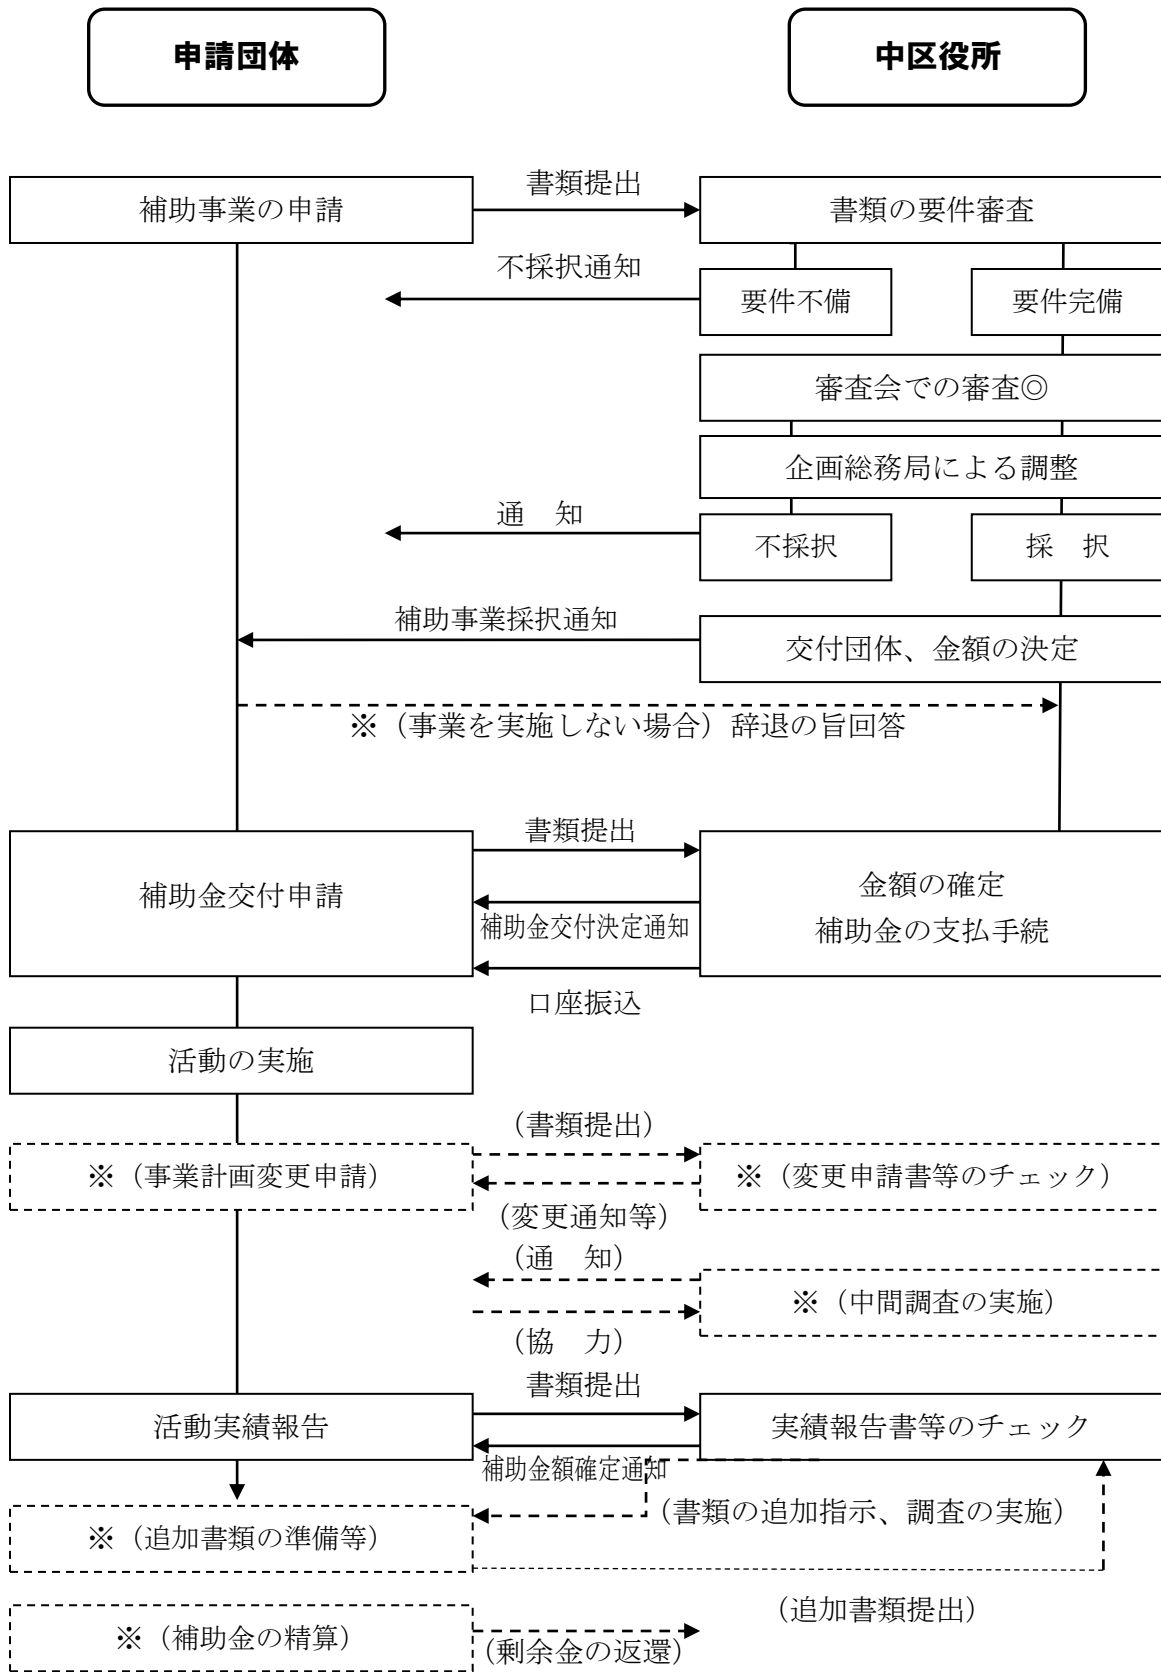 申請団体
中区役所
補助事業の申請
書類提出
書類の要件審査
不採択通知
要件不備
要件完備
審査会での審査◎
企画総務局による調整
通　知
不採択
採　択
補助事業採択通知
交付団体、金額の決定
※（事業を実施しない場合）辞退の旨回答
補助金交付申請
書類提出
金額の確定
補助金の支払手続
補助金交付決定通知
口座振込
活動の実施
（書類提出）
※（事業計画変更申請）
※（変更申請書等のチェック）
（変更通知等）
（通　知）
※（中間調査の実施）
（協　力）
書類提出
活動実績報告
実績報告書等のチェック
補助金額確定通知
（書類の追加指示、調査の実施）
※（追加書類の準備等）
（追加書類提出）
※（補助金の精算）
（剰余金の返還）